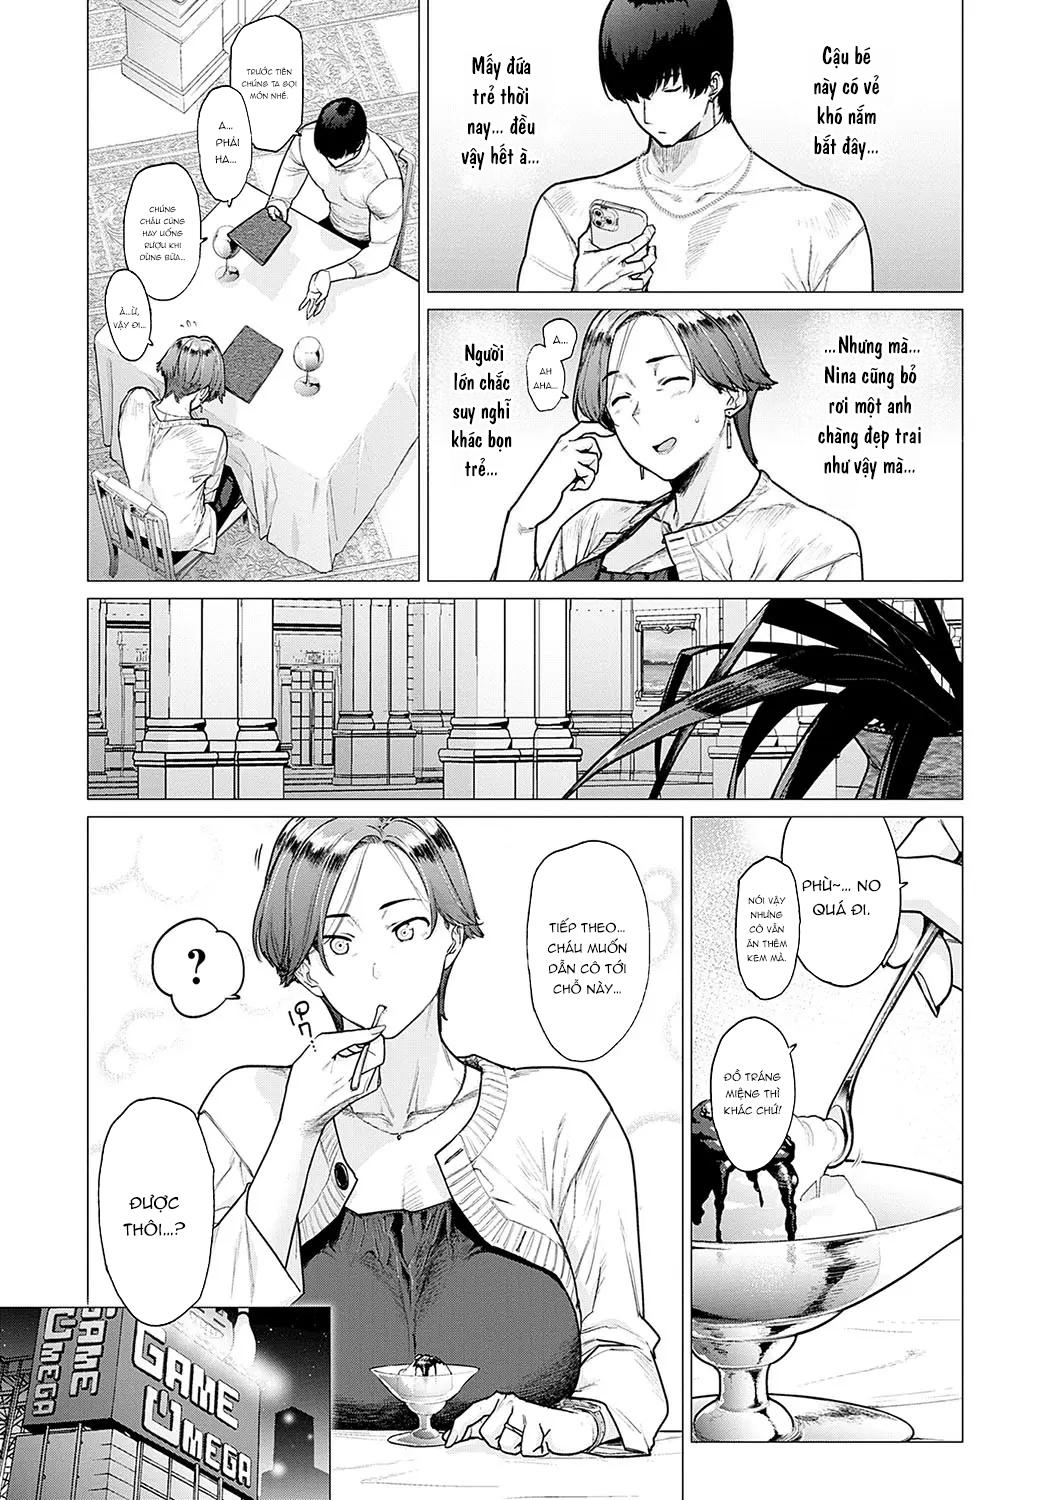 Cậu bé
này có vẻ
khó nắm
bắt đây...
Mấy đứa
trẻ thời
nay... đều
vậy hết à...
...Nhưng mà...
Nina cũng bỏ
rơi một anh
chàng đẹp trai
như vậy mà...
A...
AH
AHA...
Người
lớn chắc
suy nghĩ
khác bọn
trẻ...
TRƯỚC TIÊN
CHÚNG TA GỌI
MÓN NHÉ.
A...
PHẢI
HA...
CHÚNG
CHÁU CŨNG
HAY UỐNG
RƯỢU KHI
DÙNG BỮA...
À...Ừ,
VẬY ĐI...
PHÙ~... NO
QUÁ ĐI.
NÓI VẬY
NHƯNG
CÔ VẪN
ĂN THÊM
KEM MÀ.
ĐỒ TRÁNG
MIỆNG THÌ
KHÁC CHỨ!
TIẾP THEO...
CHÁU MUỐN
DẪN CÔ TỚI
CHỖ NÀY...
?
ĐƯỢC
THÔI...?
GAME
OMEGA
GAME
OMEGA